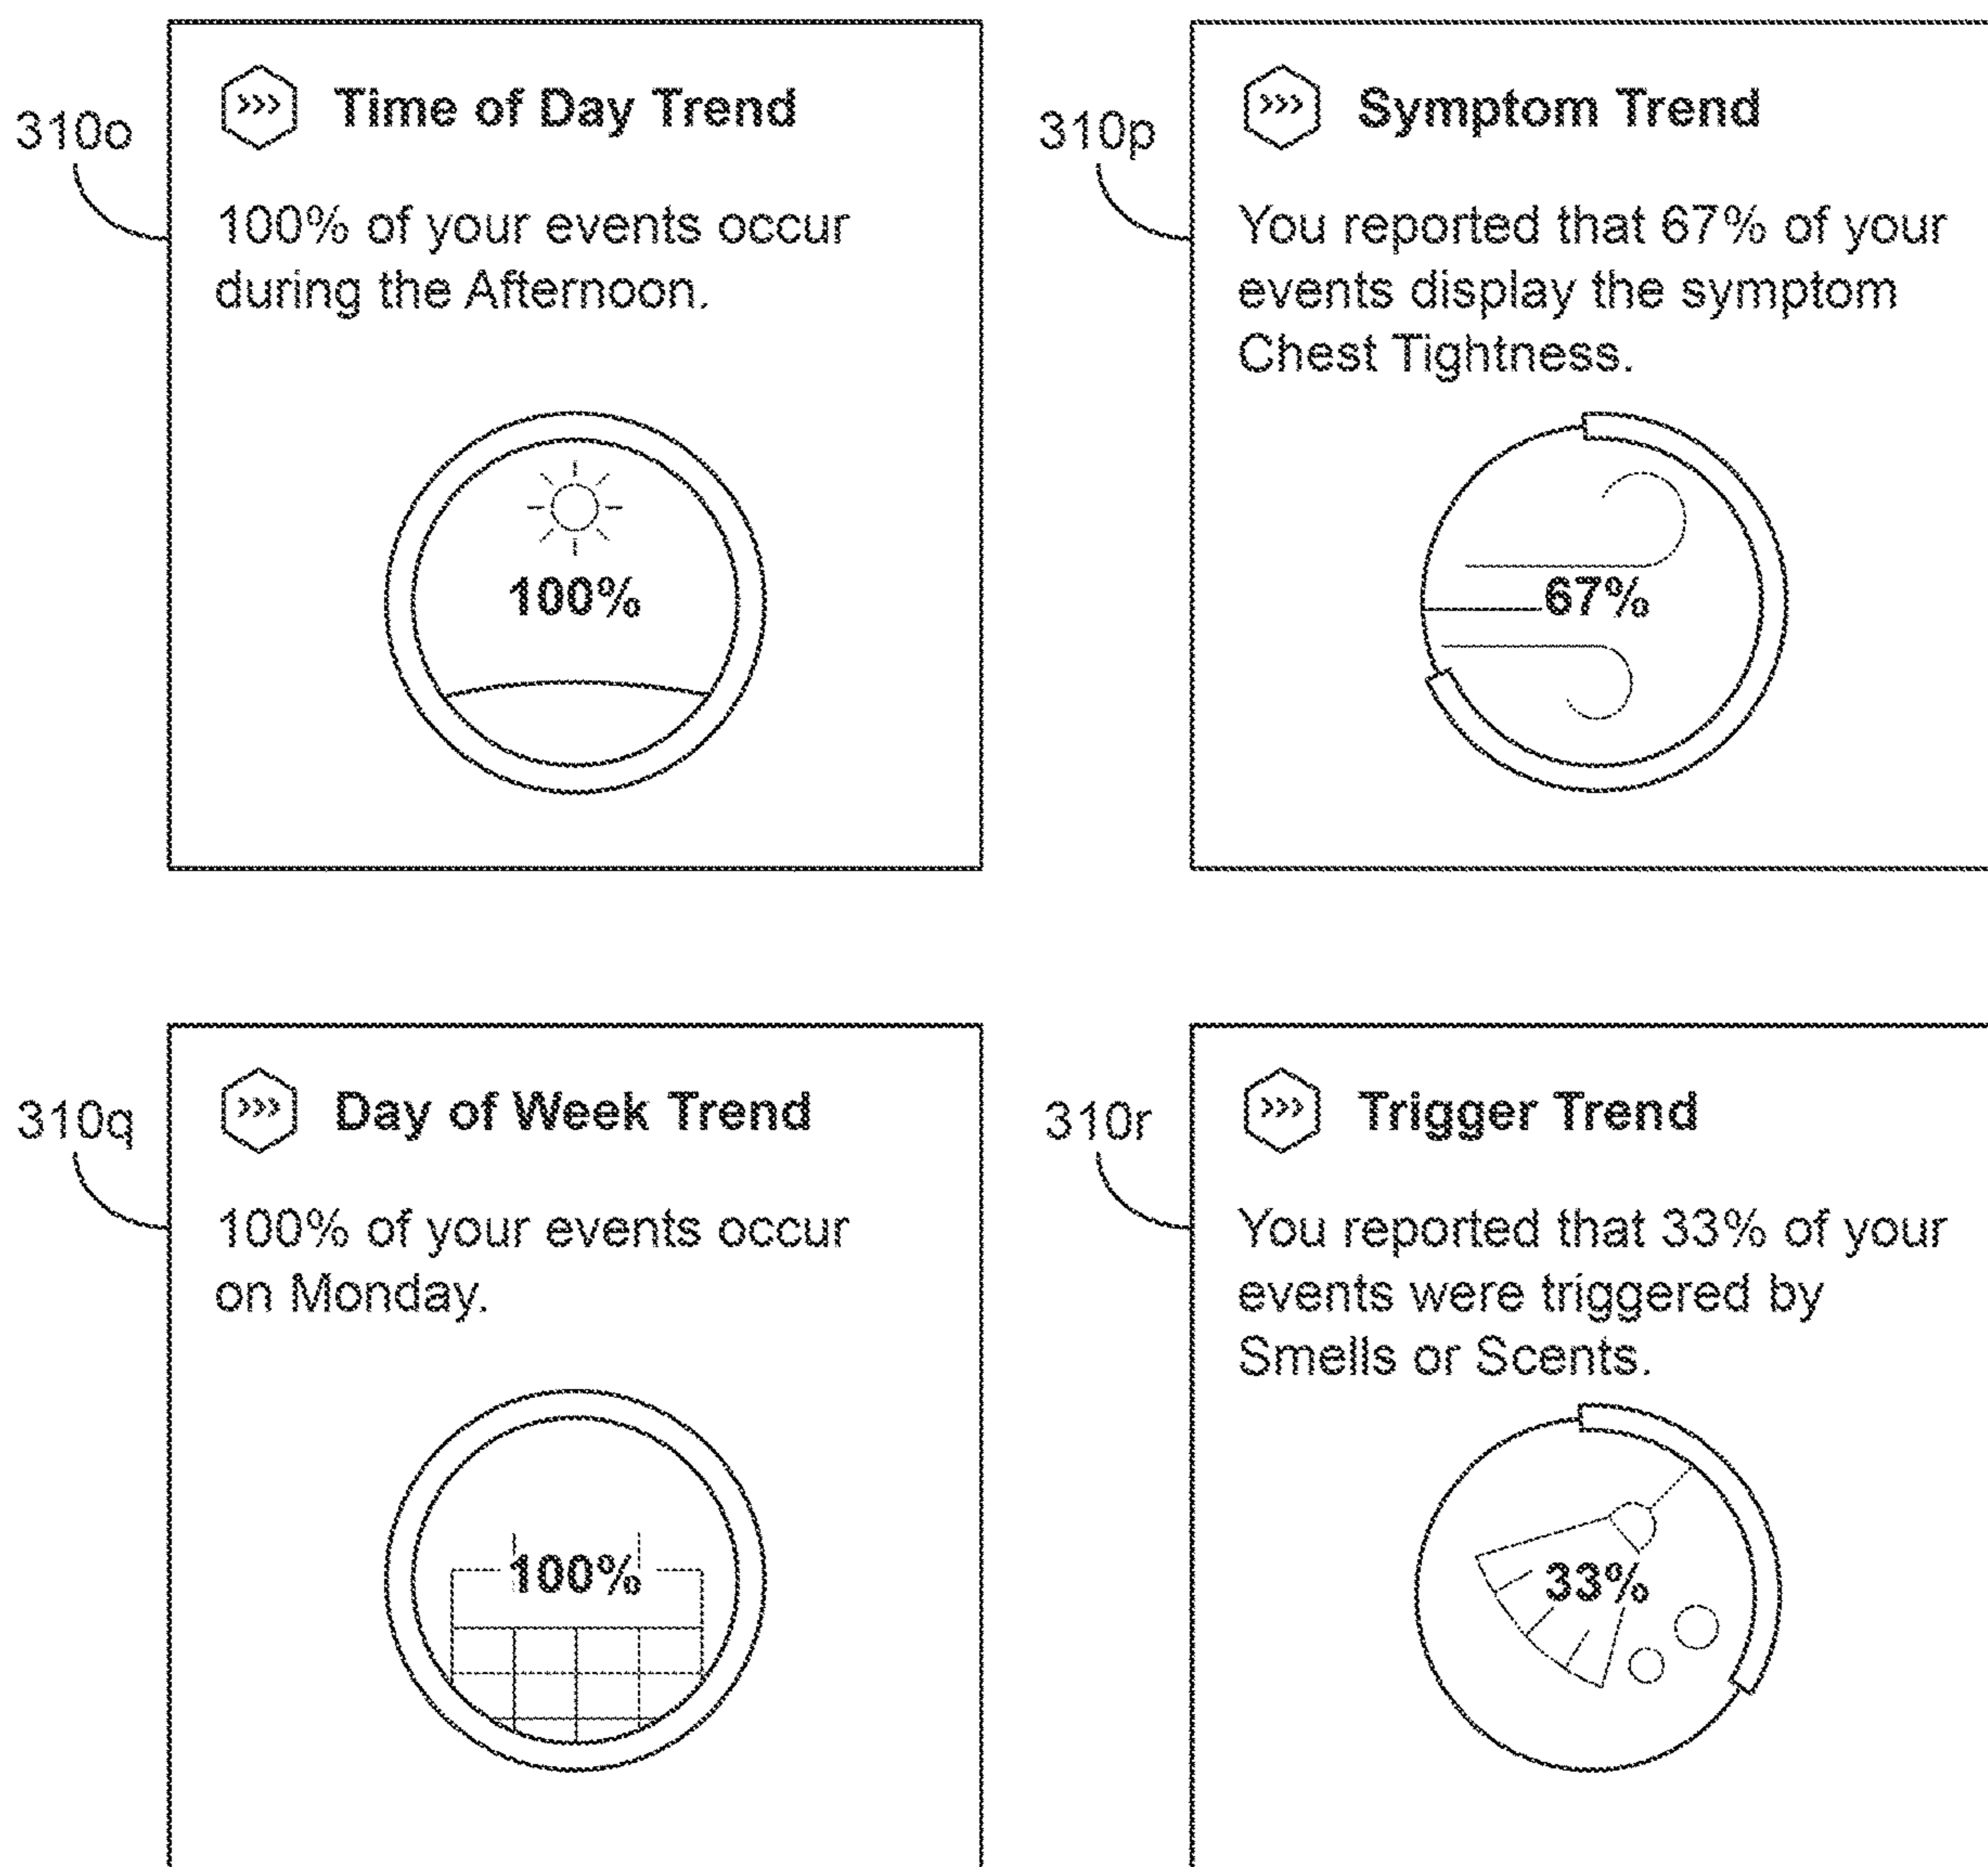 310o
>>> Time of Day Trend
100% of your events occur
during the Afternoon.
100%
310p
>>> Symptom Trend
You reported that 67% of your
events display the symptom
Chest Tightness.
67%
310q
>>> Day of Week Trend
100% of your events occur
on Monday.
100%
310r
>>> Trigger Trend
You reported that 33% of your
events were triggered by
Smells or Scents.
33%